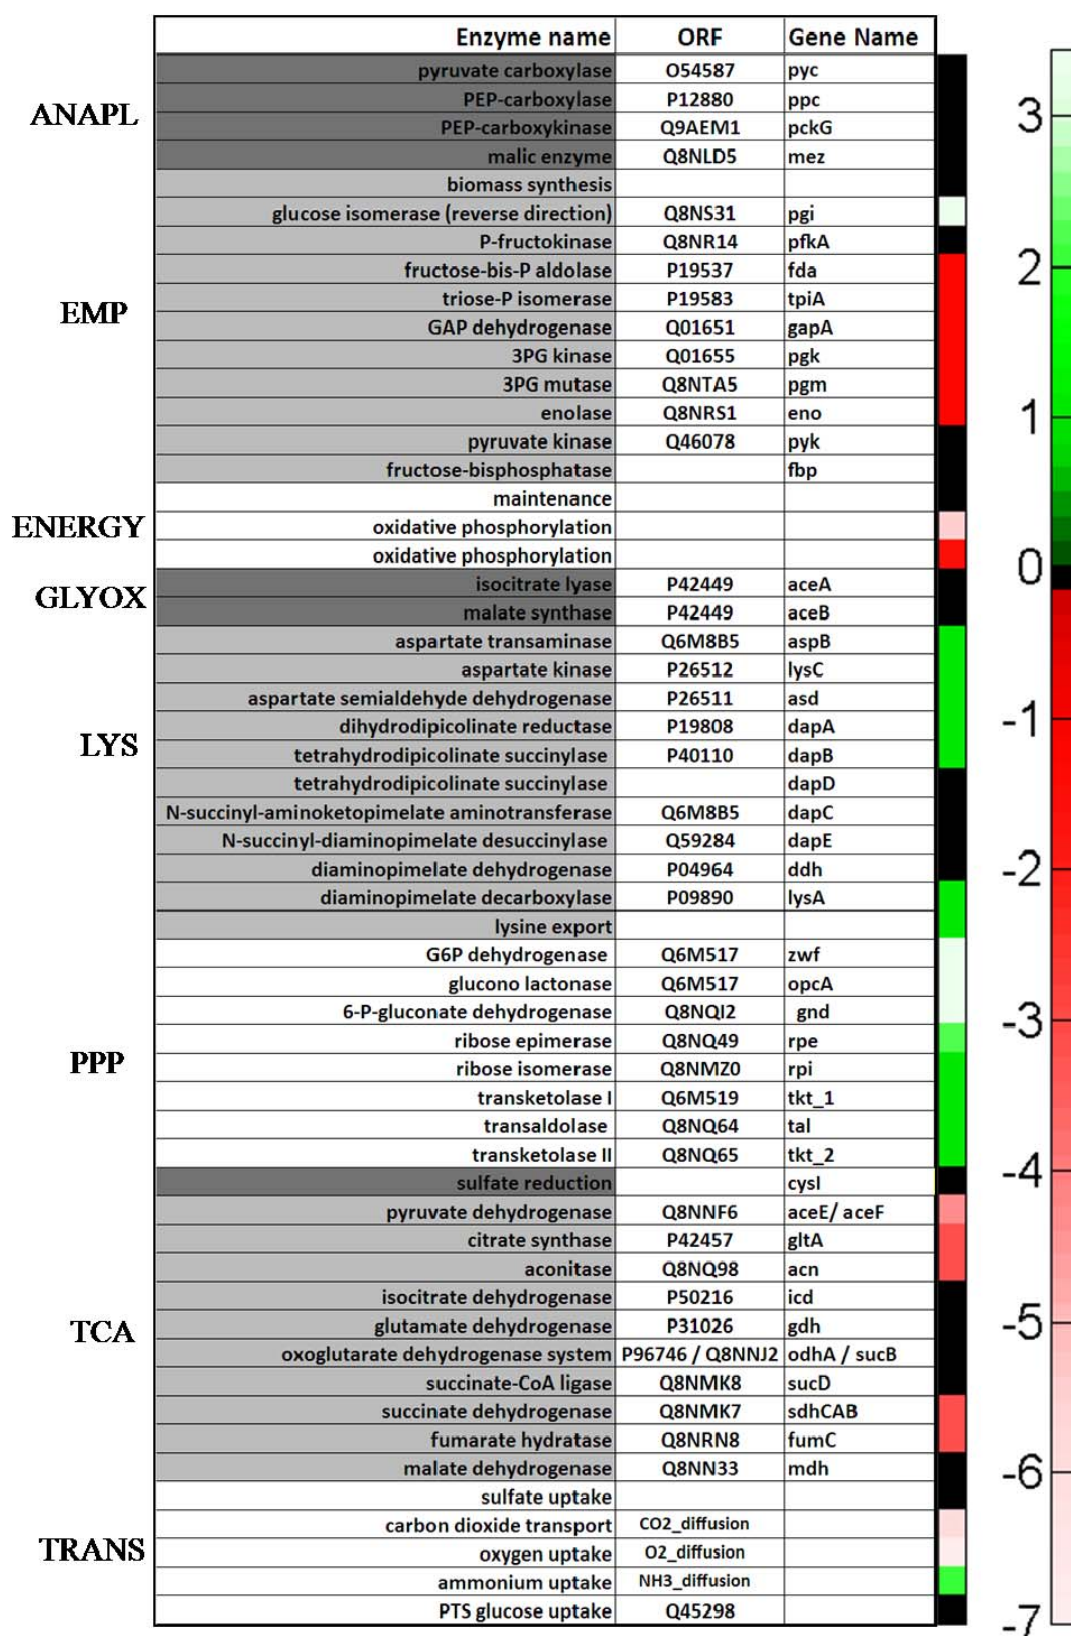 Enzyme name ORF Gene Name
pyruvate carboxylase O54587 pyc
ANAPL
PEP-carboxylase P12880 ppc
PEP-carboxykinase Q9AEM1 pckG
malic enzyme Q8NLD5 mez
biomass synthesis
glucose isomerase (reverse direction) Q8NS31 pgi
P-fructokinase Q8NR14 pfkA
fructose-bis-P aldolase P19537 fda
triose-P isomerase P19583 tpiA
EMP
GAP dehydrogenase Q01651 gapA
3PG kinase Q01655 pgk
3PG mutase Q8NTA5 pgm
enolase Q8NRS1 eno
pyruvate kinase Q46078 pyk
fructose-bisphosphatase fbp
maintenance
ENERGY
oxidative phosphorylation
oxidative phosphorylation
GLYOX
isocitrate lyase P42449 aceA
malate synthase P42449 aceB
aspartate transaminase Q6M8B5 aspB
aspartate kinase P26512 lysC
aspartate semialdehyde dehydrogenase P26511 asd
dihydrodipicolinate reductase P19808 dapA
LYS
tetrahydrodipicolinate succinylase P40110 dapB
tetrahydrodipicolinate succinylase dapD
N-succinyl-aminoketopimelate aminotransferase Q6M8B5 dapC
N-succinyl-diaminopimelate desuccinylase Q59284 dapE
diaminopimelate dehydrogenase P04964 ddh
diaminopimelate decarboxylase P09890 lysA
lysine export
G6P dehydrogenase Q6M517 zwf
glucono lactonase Q6M517 opcA
6-P-gluconate dehydrogenase Q8NQI2 gnd
ribose epimerase Q8NQ49 rpe
PPP
ribose isomerase Q8NMZ0 rpi
transketolase I Q6M519 tkt_1
transaldolase Q8NQ64 tal
transketolase II Q8NQ65 tkt_2
sulfate reduction cysI
pyruvate dehydrogenase Q8NNF6 aceE/ aceF
citrate synthase P42457 gltA
aconitase Q8NQ98 acn
isocitrate dehydrogenase P50216 icd
TCA
glutamate dehydrogenase P31026 gdh
oxoglutarate dehydrogenase system P96746 / Q8NNJ2 odhA / sucB
succinate-CoA ligase Q8NMK8 sucD
succinate dehydrogenase Q8NMK7 sdhCAB
fumarate hydratase Q8NRN8 fumC
malate dehydrogenase Q8NN33 mdh
sulfate uptake
carbon dioxide transport CO2_diffusion
TRANS
oxygen uptake O2_diffusion
ammonium uptake NH3_diffusion
PTS glucose uptake Q45298
3
2
1
0
-1
-2
-3
-4
-5
-6
-7